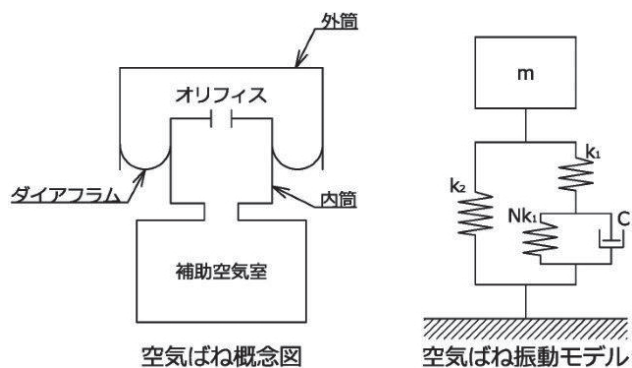 外筒
オリフィス
ダイアフラム
内筒
補助空気室
空気ばね概念図
m
k₁
k₂
Nk₁
C
空気ばね振動モデル